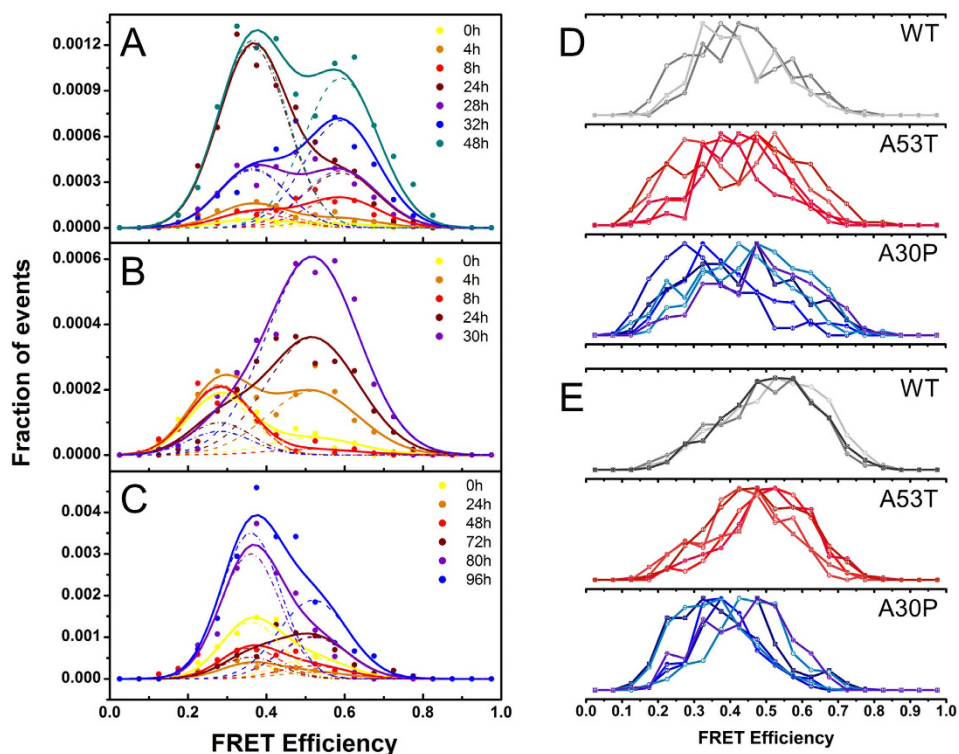 A
0h
4h
8h
24h
28h
32h
48h
0.0012
0.0009
0.0006
0.0003
0.0000
B
0h
4h
8h
24h
30h
0.0006
0.0004
0.0002
0.0000
C
0h
24h
48h
72h
80h
96h
0.004
0.003
0.002
0.001
0.000
0.0 0.2 0.4 0.6 0.8 1.0
FRET Efficiency
Fraction of events
D
WT
A53T
A30P
E
WT
A53T
A30P
0.0 0.1 0.2 0.3 0.4 0.5 0.6 0.7 0.8 0.9 1.0
FRET Efficiency